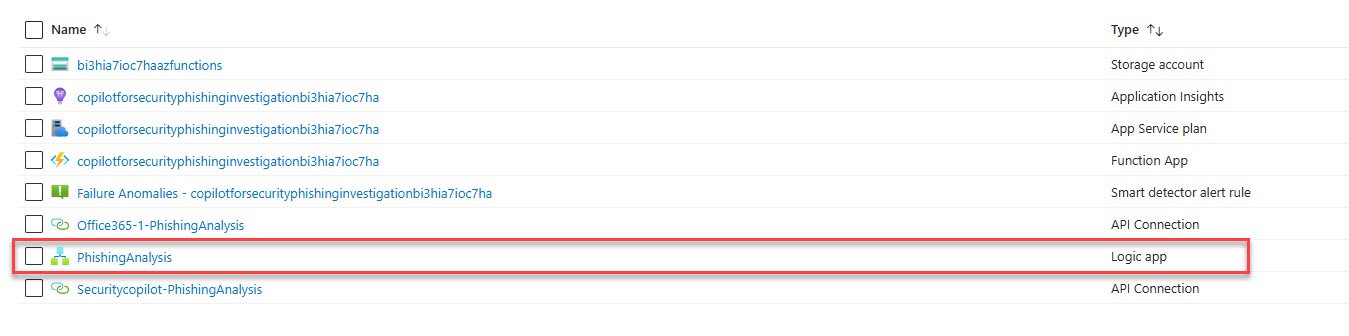 Name ↑↓ Type ↑↓
bi3hia7ioc7haazfunctions Storage account
copilotforsecurityphishinginvestigationbi3hia7ioc7ha Application Insights
copilotforsecurityphishinginvestigationbi3hia7ioc7ha App Service plan
copilotforsecurityphishinginvestigationbi3hia7ioc7ha Function App
Failure Anomalies - copilotforsecurityphishinginvestigationbi3hia7ioc7ha Smart detector alert rule
Office365-1-PhishingAnalysis API Connection
PhishingAnalysis Logic app
Securitycopilot-PhishingAnalysis API Connection